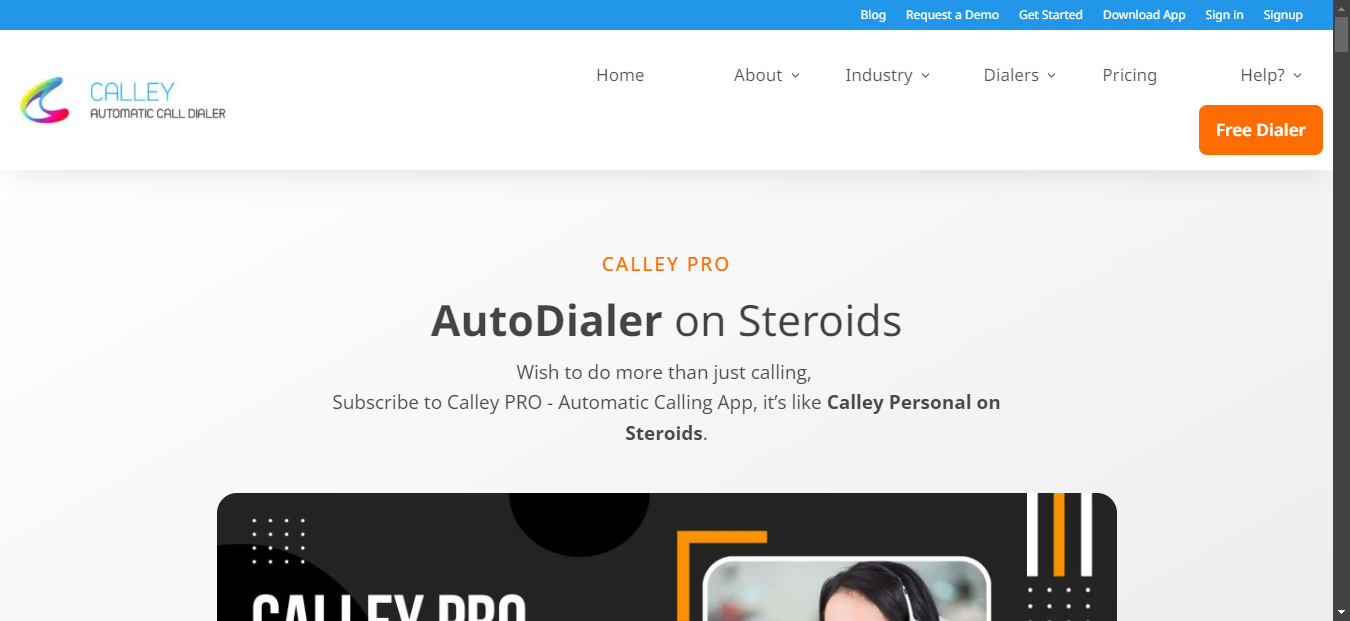 Blog Request a Demo Get Started Download App Sign in Signup
Home About Industry Dialers Pricing Help?
CALLEY
AUTOMATIC CALL DIALER
Free Dialer
CALLEY PRO
AutoDialer on Steroids
Wish to do more than just calling,
Subscribe to Calley PRO - Automatic Calling App, it’s like Calley Personal on
Steroids.
CALLEY PRO